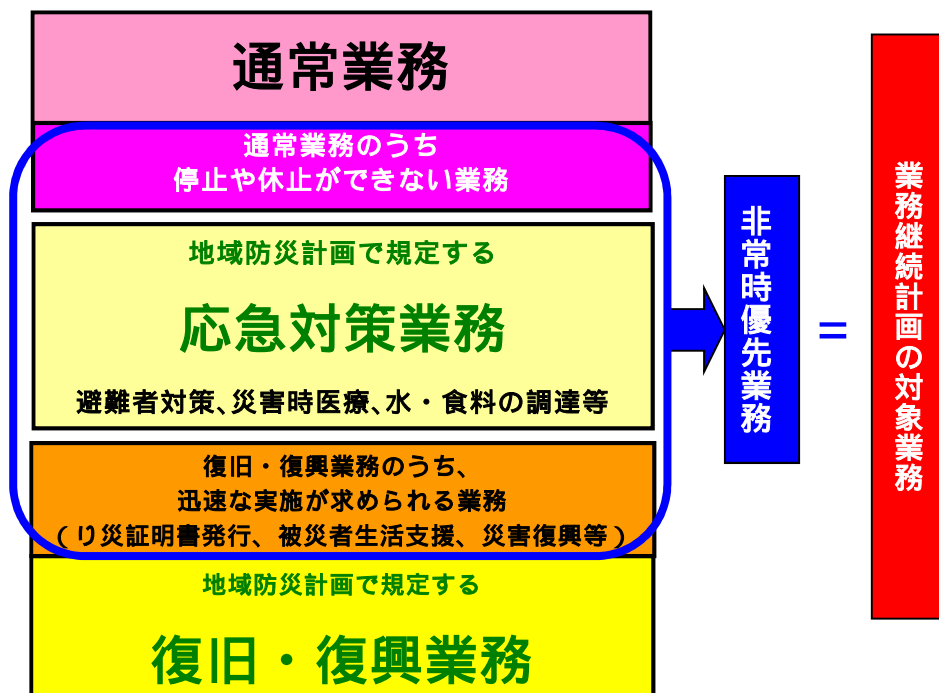 通常業務
通常業務のうち
停止や休止ができない業務
地域防災計画で規定する
応急対策業務
避難者対策、災害時医療、水・食料の調達等
復旧・復興業務のうち、
迅速な実施が求められる業務
（り災証明書発行、被災者生活支援、災害復興等）
地域防災計画で規定する
復旧・復興業務
非常時優先業務
＝
業務継続計画の対象業務